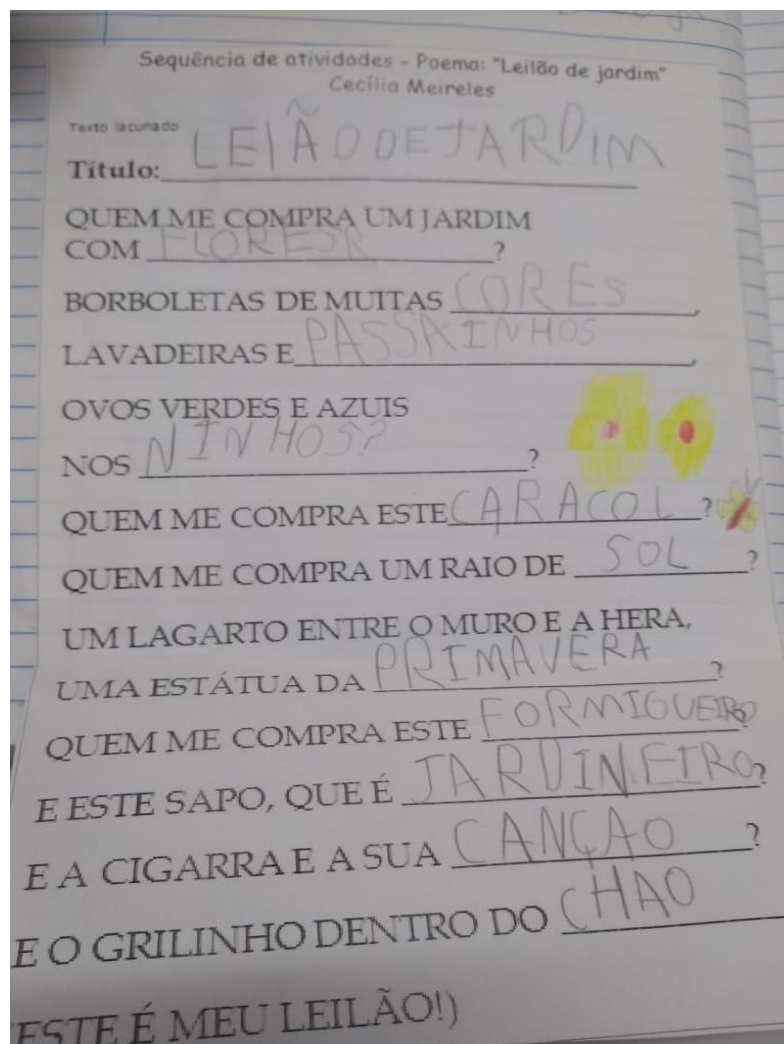 Sequência de atividades - Poema: "Leilão de jardim"
Cecília Meireles
Texto lacunado
Título: LEIÃO DE JARDIM
QUEM ME COMPRA UM JARDIM
COM FLORESR ?
BORBOLETAS DE MUITAS CORES ,
LAVADEIRAS E PASSAINHOS ,
OVOS VERDES E AZUIS
NOS NINHOS? ?
QUEM ME COMPRA ESTE CARACOL ?
QUEM ME COMPRA UM RAIO DE SOL ?
UM LAGARTO ENTRE O MURO E A HERA,
UMA ESTÁTUA DA PRIMAVERA ?
QUEM ME COMPRA ESTE FORMIGUEIRO ?
E ESTE SAPO, QUE É JARDINEIRO ?
E A CIGARRA E A SUA CANÇAO ?
E O GRILINHO DENTRO DO CHAO
ESTE É MEU LEILÃO!)